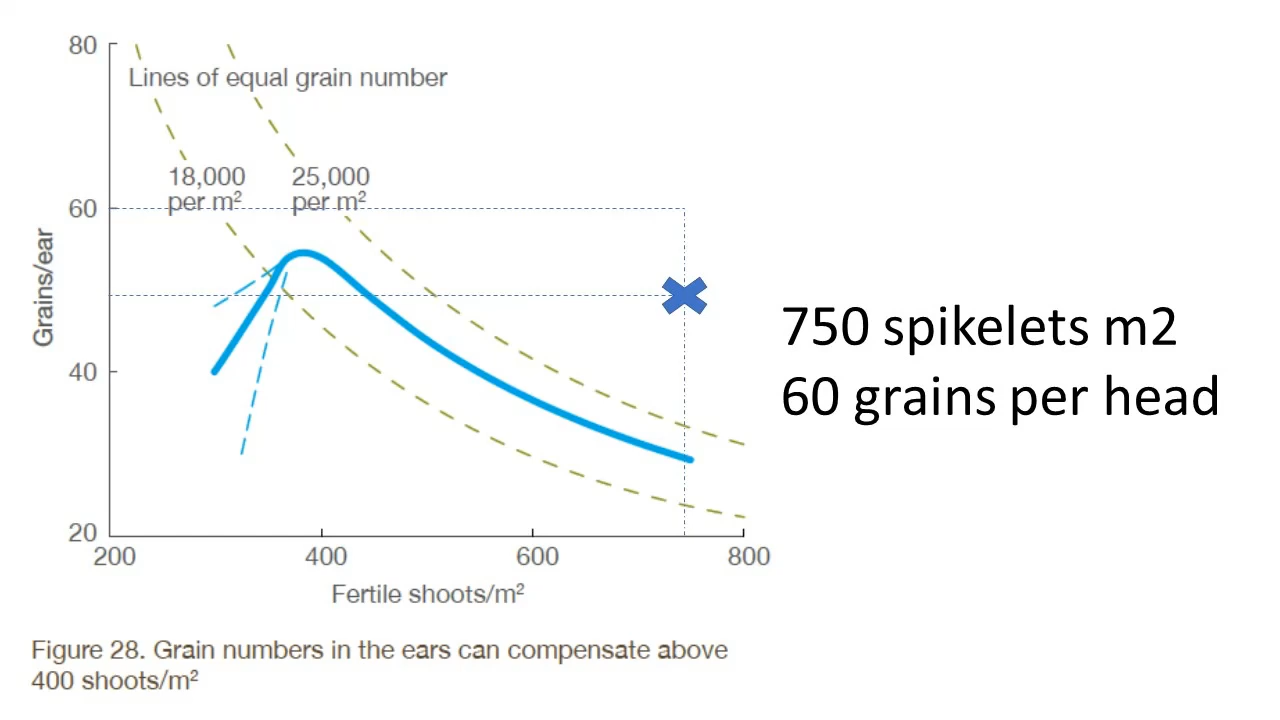 80
Lines of equal grain number
18,000
per m²
25,000
per m²
60
Grains/ear
40
20
200
400
600
800
Fertile shoots/m²
750 spikelets m2
60 grains per head
Figure 28. Grain numbers in the ears can compensate above
400 shoots/m²